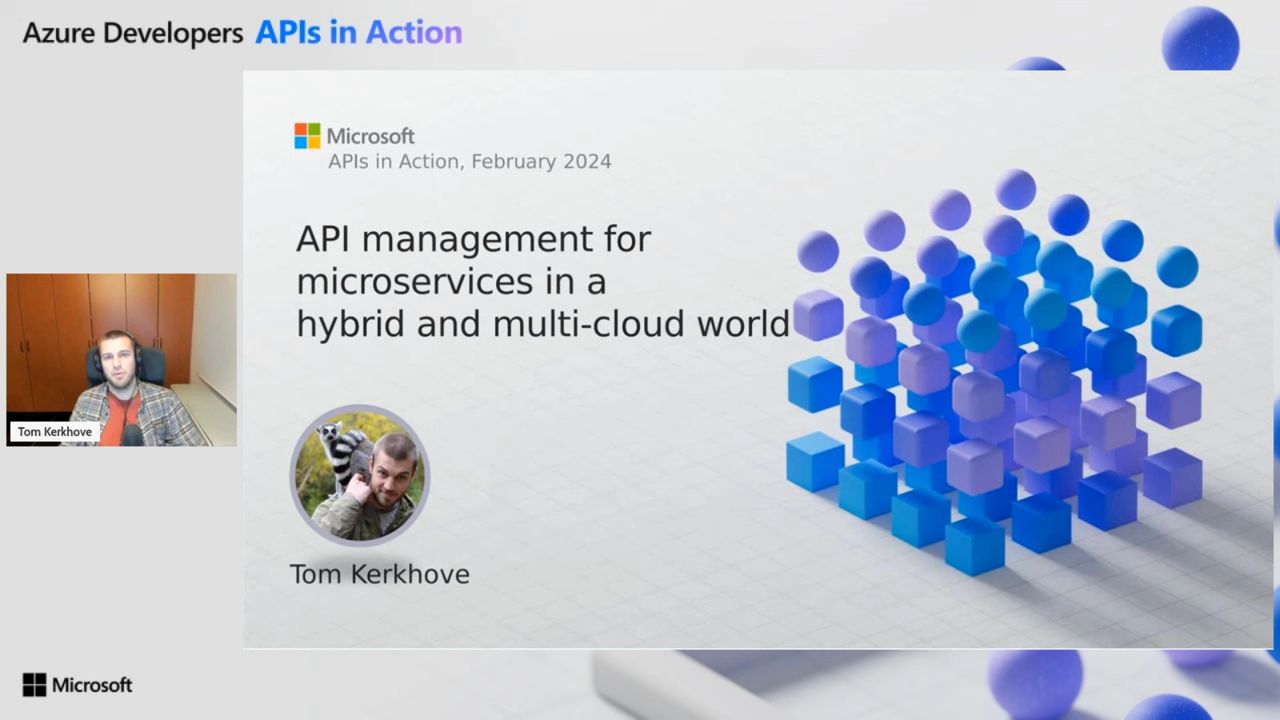 Azure Developers APIs in Action
Microsoft
APIs in Action, February 2024
API management for
microservices in a
hybrid and multi-cloud world
Tom Kerkhove
Tom Kerkhove
Microsoft